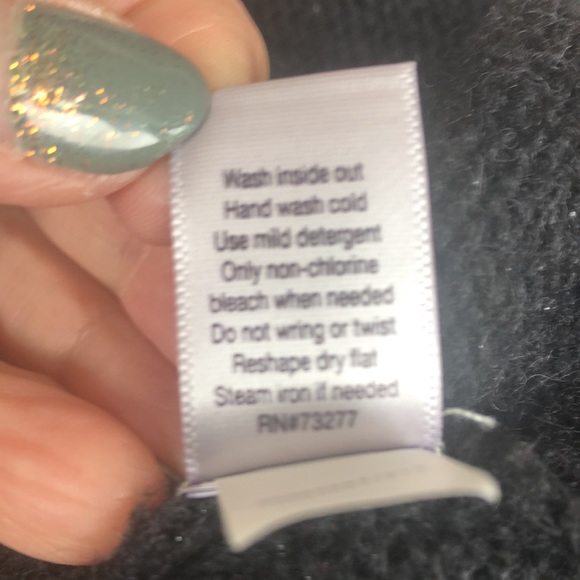 Wash inside out
Hand wash cold
Use mild detergent
Only non-chlorine
bleach when needed
Do not wring or twist
Reshape dry flat
Steam iron if needed
RN#73277